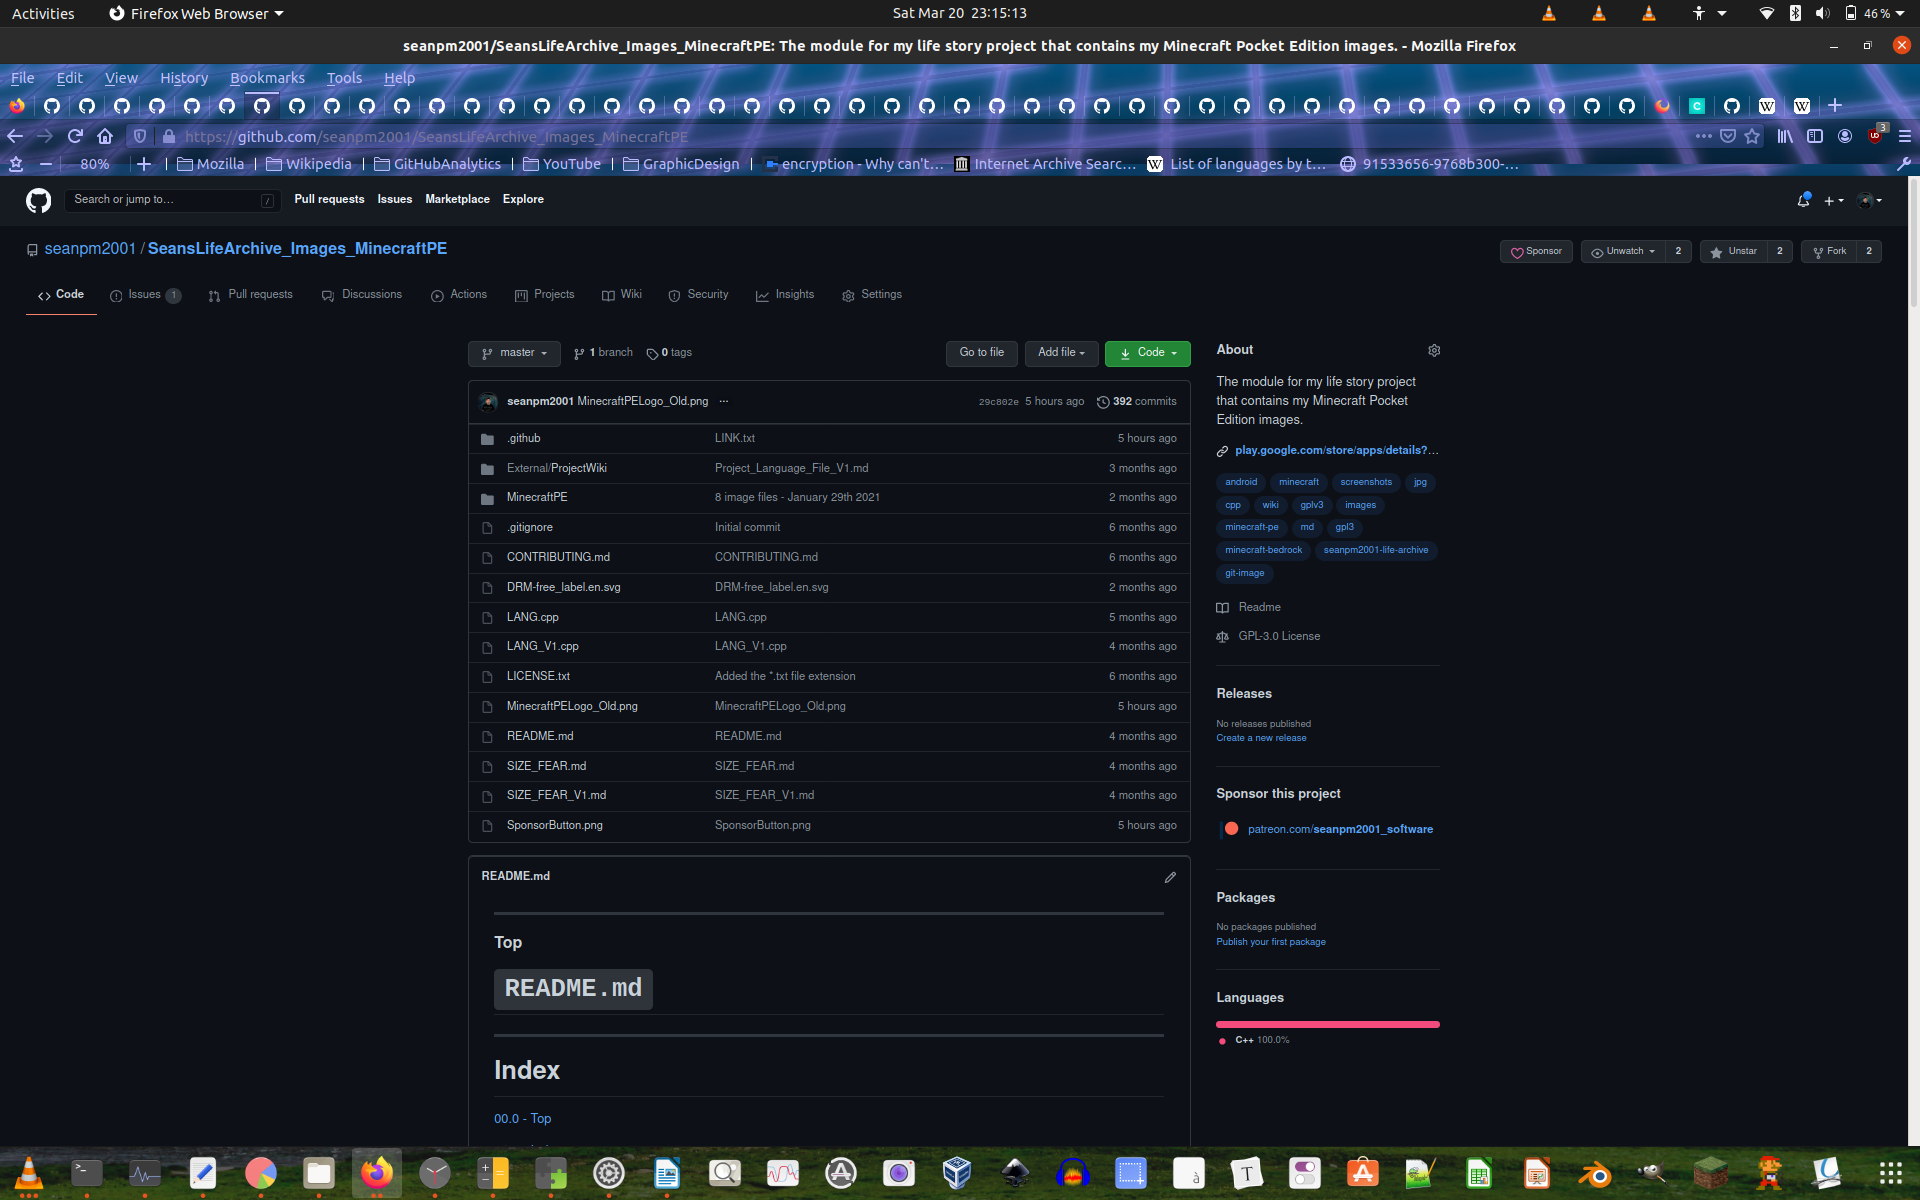 Activities Firefox Web Browser Sat Mar 20 23:15:13 46 %
seanpm2001/SeansLifeArchive_Images_MinecraftPE: The module for my life story project that contains my Minecraft Pocket Edition images. - Mozilla Firefox
File Edit View History Bookmarks Tools Help
https://github.com/seanpm2001/SeansLifeArchive_Images_MinecraftPE 3
80% Mozilla Wikipedia GitHubAnalytics YouTube GraphicDesign encryption - Why can't… Internet Archive Searc… List of languages by t… 91533656-9768b300-…
Search or jump to… / Pull requests Issues Marketplace Explore
seanpm2001 / SeansLifeArchive_Images_MinecraftPE Sponsor Unwatch 2 Unstar 2 Fork 2
Code Issues 1 Pull requests Discussions Actions Projects Wiki Security Insights Settings
master 1 branch 0 tags Go to file Add file Code
seanpm2001 MinecraftPELogo_Old.png ··· 29c802e 5 hours ago 392 commits
.github LINK.txt 5 hours ago
External/ProjectWiki Project_Language_File_V1.md 3 months ago
MinecraftPE 8 image files - January 29th 2021 2 months ago
.gitignore Initial commit 6 months ago
CONTRIBUTING.md CONTRIBUTING.md 6 months ago
DRM-free_label.en.svg DRM-free_label.en.svg 2 months ago
LANG.cpp LANG.cpp 5 months ago
LANG_V1.cpp LANG_V1.cpp 4 months ago
LICENSE.txt Added the *.txt file extension 6 months ago
MinecraftPELogo_Old.png MinecraftPELogo_Old.png 5 hours ago
README.md README.md 4 months ago
SIZE_FEAR.md SIZE_FEAR.md 4 months ago
SIZE_FEAR_V1.md SIZE_FEAR_V1.md 4 months ago
SponsorButton.png SponsorButton.png 5 hours ago
README.md
Top
README.md
Index
00.0 - Top
About
The module for my life story project
that contains my Minecraft Pocket
Edition images.
play.google.com/store/apps/details?…
android minecraft screenshots jpg
cpp wiki gplv3 images
minecraft-pe md gpl3
minecraft-bedrock seanpm2001-life-archive
git-image
Readme
GPL-3.0 License
Releases
No releases published
Create a new release
Sponsor this project
patreon.com/seanpm2001_software
Packages
No packages published
Publish your first package
Languages
C++ 100.0%